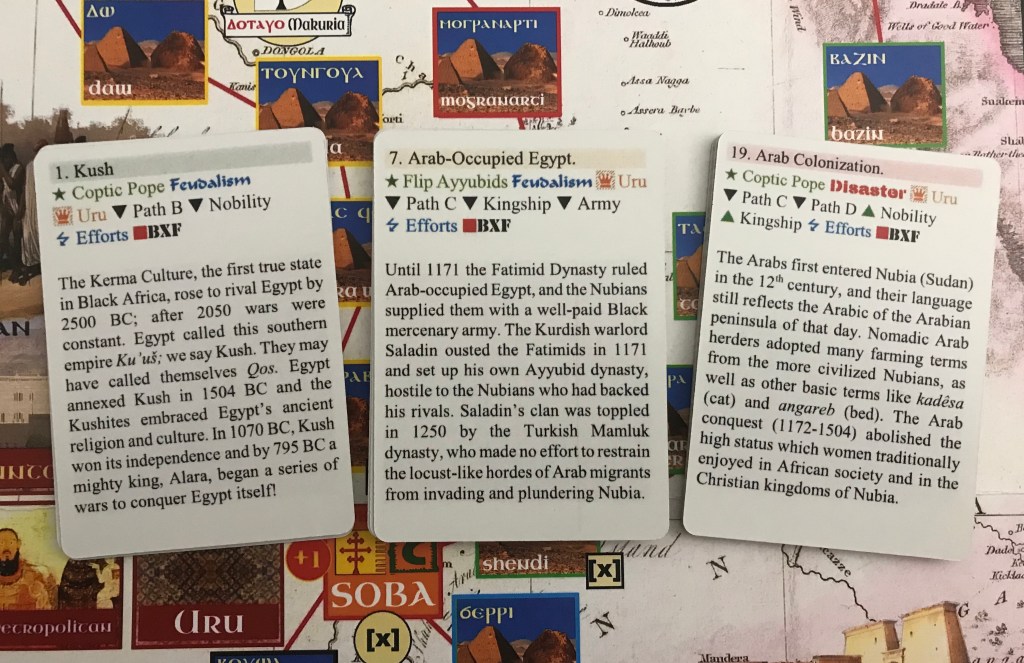 ΔΩ
daw
ΔΟΤΑΥΟ Makuria
DONGOLA
Kanis
ΤΟΥΝΓΟΥΑ
Cha
ΜΟΓΡΑΝΑΡΤΙ
mogranarti
Dimolcea
Waaddi
Halhoub
Assa Nagga
Assera Barbe
Wells of Good Water
ΒΑΖΙΝ
bazin
1. Kush
★ Coptic Pope Feudalism
Uru ▼ Path B ▼ Nobility
Efforts BXF
The Kerma Culture, the first true state
in Black Africa, rose to rival Egypt by
2500 BC; after 2050 wars were
constant. Egypt called this southern
empire Ku'uš; we say Kush. They may
have called themselves Qos. Egypt
annexed Kush in 1504 BC and the
Kushites embraced Egypt's ancient
religion and culture. In 1070 BC, Kush
won its independence and by 795 BC a
mighty king, Alara, began a series of
wars to conquer Egypt itself!
7. Arab-Occupied Egypt.
★ Flip Ayyubids Feudalism Uru
▼ Path C ▼ Kingship ▼ Army
Efforts BXF
Until 1171 the Fatimid Dynasty ruled
Arab-occupied Egypt, and the Nubians
supplied them with a well-paid Black
mercenary army. The Kurdish warlord
Saladin ousted the Fatimids in 1171
and set up his own Ayyubid dynasty,
hostile to the Nubians who had backed
his rivals. Saladin's clan was toppled
in 1250 by the Turkish Mamluk
dynasty, who made no effort to restrain
the locust-like hordes of Arab migrants
from invading and plundering Nubia.
19. Arab Colonization.
★ Coptic Pope Disaster Uru
▼ Path C ▼ Path D ▲ Nobility
▲ Kingship Efforts BXF
The Arabs first entered Nubia (Sudan)
in the 12th century, and their language
still reflects the Arabic of the Arabian
peninsula of that day. Nomadic Arab
herders adopted many farming terms
from the more civilized Nubians, as
well as other basic terms like kadêsa
(cat) and angareb (bed). The Arab
conquest (1172-1504) abolished the
high status which women traditionally
enjoyed in African society and in the
Christian kingdoms of Nubia.
+1
SOBA
URU
shendi
[x]
[x]
ϬΕΡΡΙ
N
N
Mandera